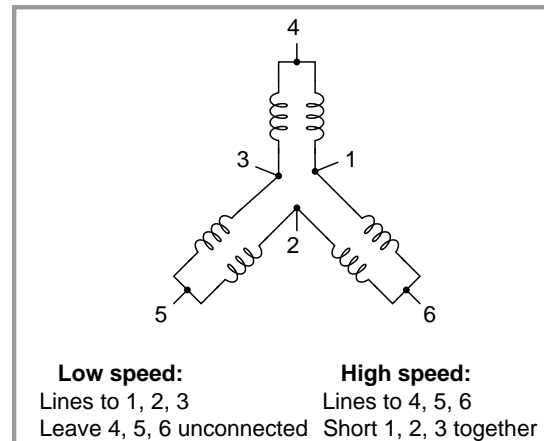 4
3
1
2
5
6
Low speed:
High speed:
Lines to 1, 2, 3
Lines to 4, 5, 6
Leave 4, 5, 6 unconnected
Short 1, 2, 3 together